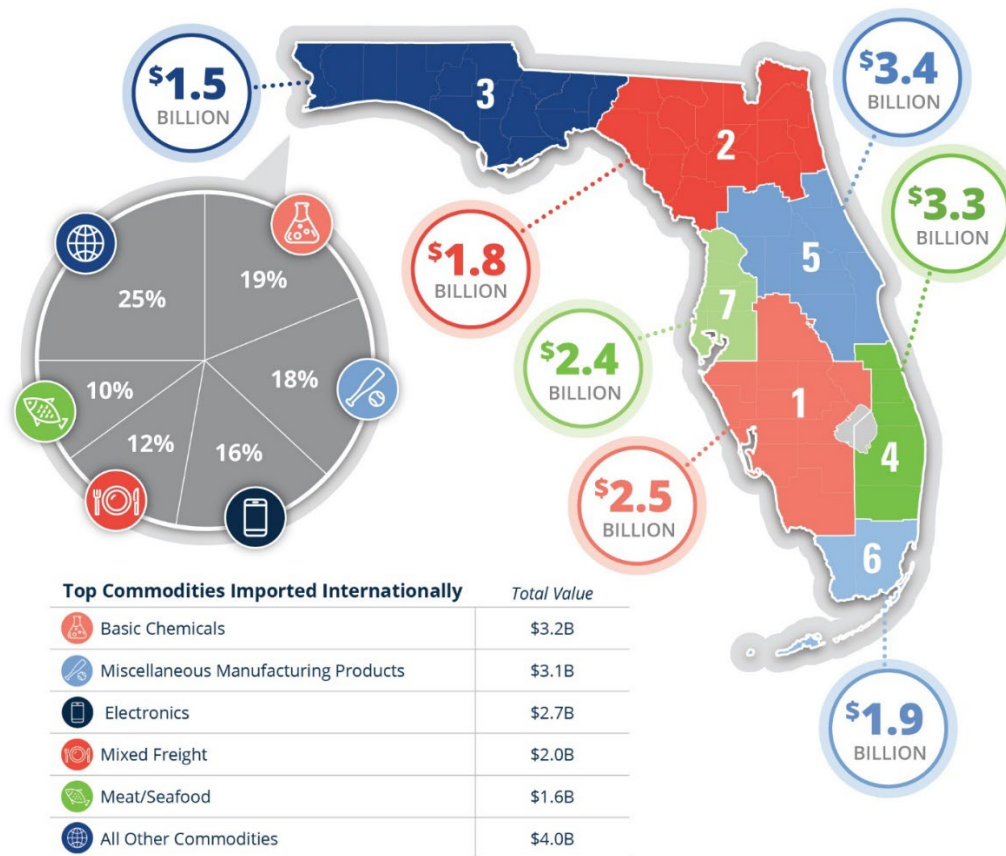 $1.5
BILLION
3
2
$3.4
BILLION
$3.3
BILLION
25%
19%
18%
16%
12%
10%
$1.8
BILLION
5
7
$2.4
BILLION
1
4
$2.5
BILLION
6
$1.9
BILLION
Top Commodities Imported Internationally Total Value
Basic Chemicals $3.2B
Miscellaneous Manufacturing Products $3.1B
Electronics $2.7B
Mixed Freight $2.0B
Meat/Seafood $1.6B
All Other Commodities $4.0B